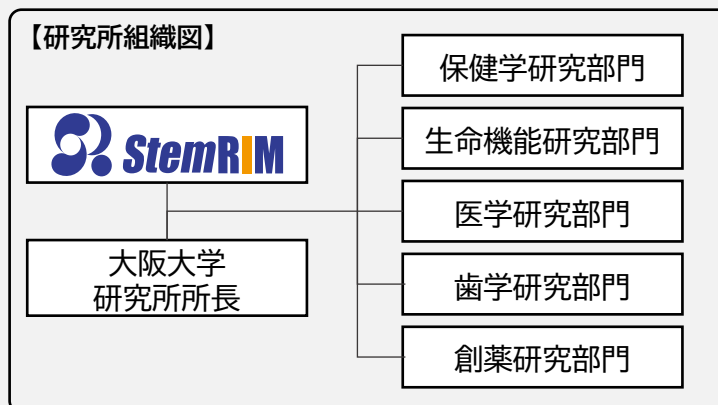 【研究所組織図】
StemRIM
大阪大学
研究所所長
保健学研究部門
生命機能研究部門
医学研究部門
歯学研究部門
創薬研究部門